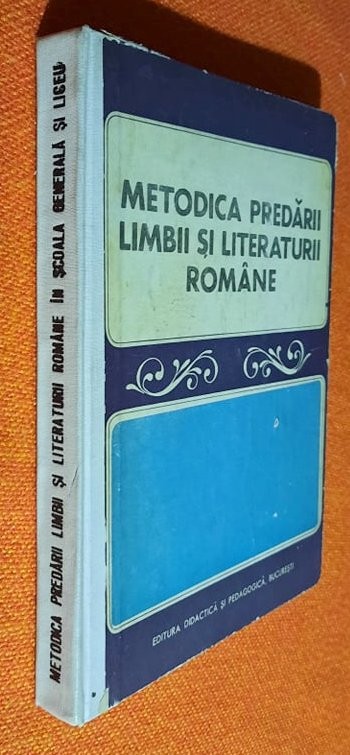 METODICA PREDĂRII LIMBII ȘI LITERATURII ROMÂNE ÎN ȘCOALA GENERALĂ ȘI LICEU
METODICA PREDĂRII
LIMBII ȘI LITERATURII
ROMÂNE
EDITURA DIDACTICĂ ȘI PEDAGOGICĂ, BUCUREȘTI